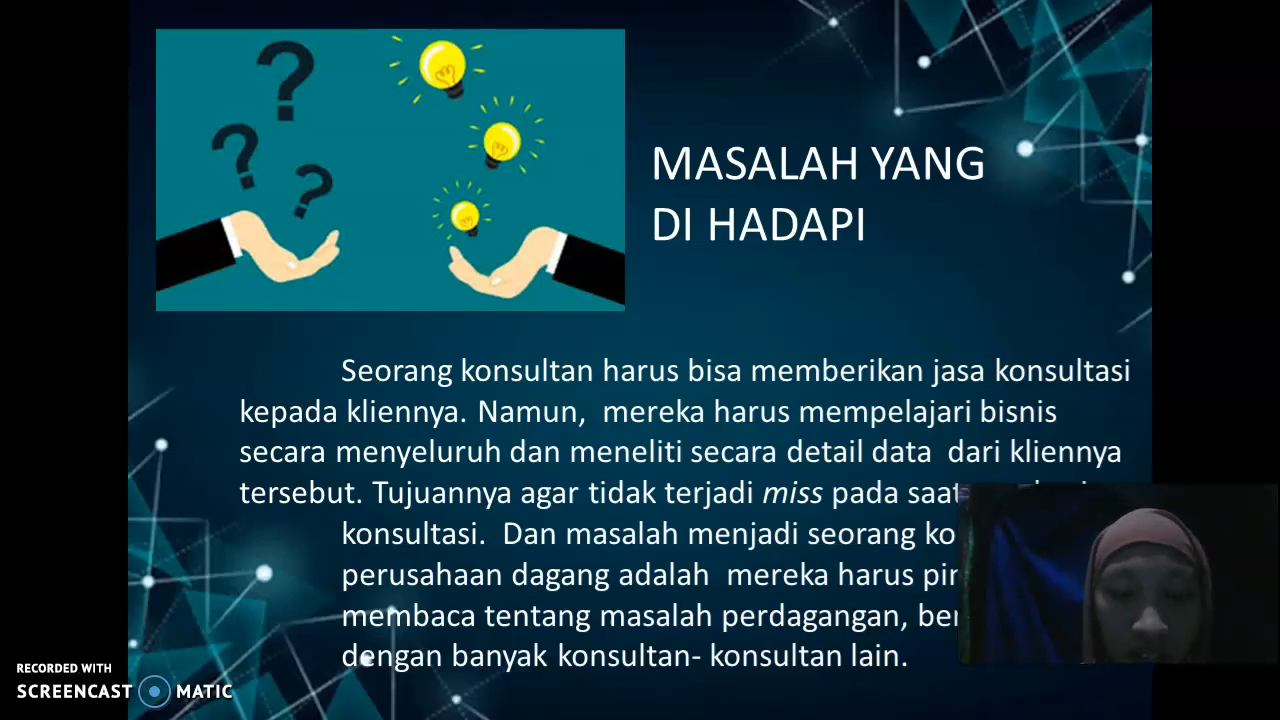 MASALAH YANG
DI HADAPI
Seorang konsultan harus bisa memberikan jasa konsultasi
kepada kliennya. Namun, mereka harus mempelajari bisnis
secara menyeluruh dan meneliti secara detail data dari kliennya
tersebut. Tujuannya agar tidak terjadi miss pada saat
konsultasi. Dan masalah menjadi seorang
perusahaan dagang adalah mereka harus
membaca tentang masalah perdagangan,
dengan banyak konsultan- konsultan lain.
RECORDED WITH
SCREENCAST MATIC